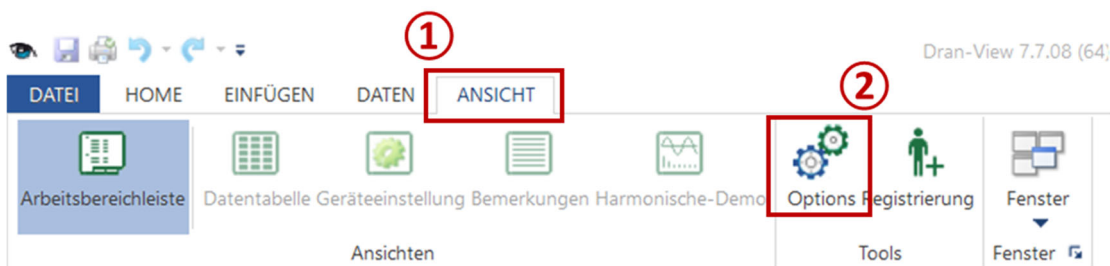 ①
Dran-View 7.7.08 (64)
②
DATEI HOME EINFÜGEN DATEN ANSICHT
Arbeitsbereichleiste Datentabelle Geräteeinstellung Bemerkungen Harmonische-Demo Options Registrierung Fenster
Ansichten Tools Fenster